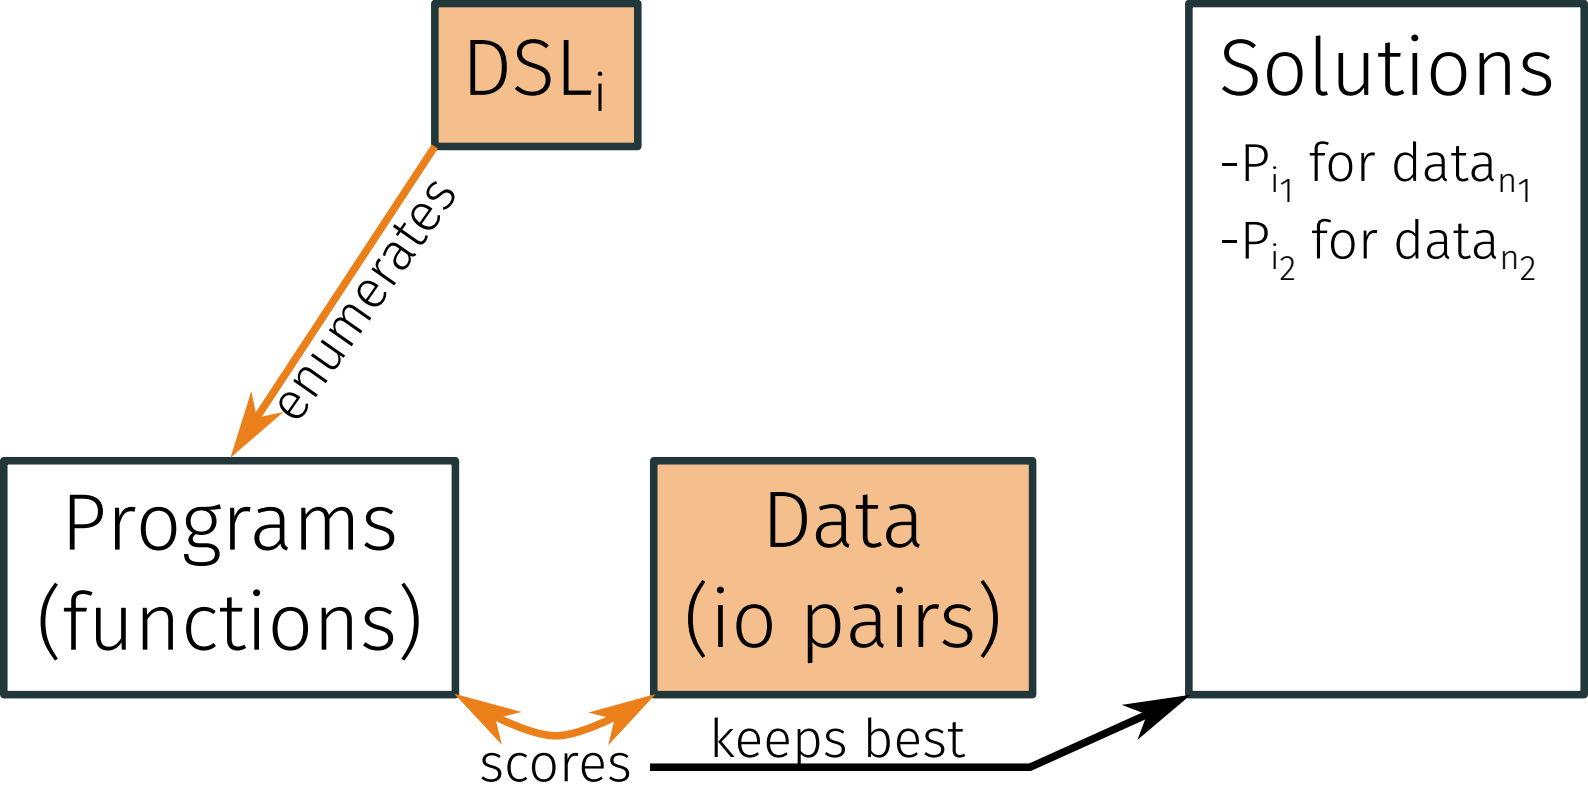 DSLᵢ
enumerates
Programs
(functions)
Data
(io pairs)
scores
keeps best
Solutions
-Pᵢ₁ for dataₙ₁
-Pᵢ₂ for dataₙ₂